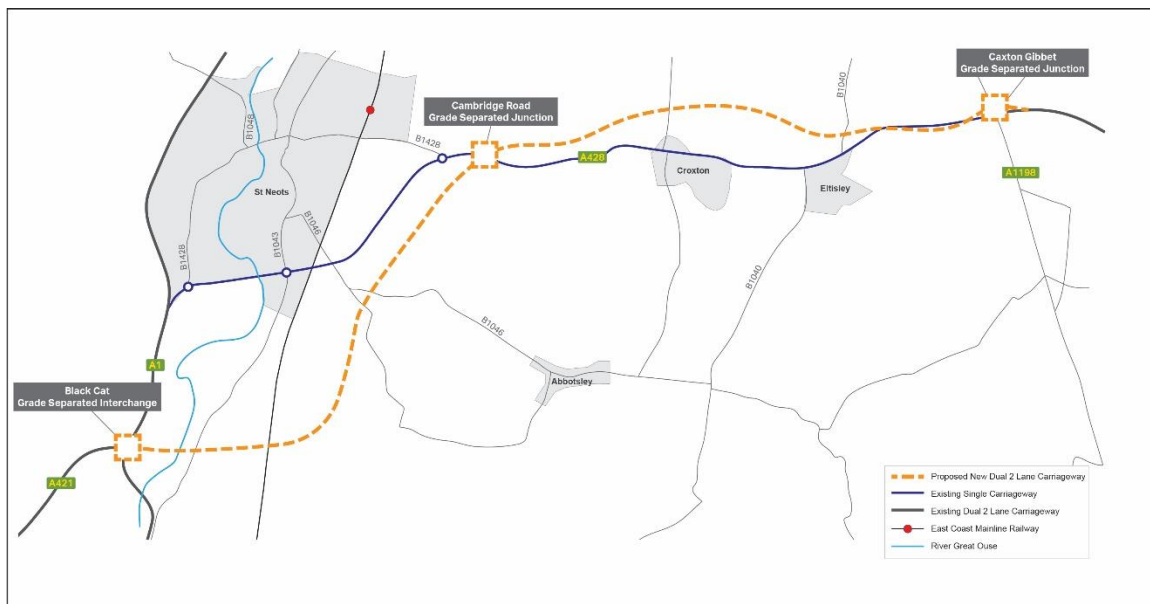 Caxton Gibbet
Grade Separated Junction
Cambridge Road
Grade Separated Junction
B1040
B1048
B1428
A428
Croxton
Eltisley
A1198
St Neots
B1046
B1043
B1428
B1040
B1046
Abbotsley
A1
Black Cat
Grade Separated Interchange
A421
Proposed New Dual 2 Lane Carriageway
Existing Single Carriageway
Existing Dual 2 Lane Carriageway
East Coast Mainline Railway
River Great Ouse